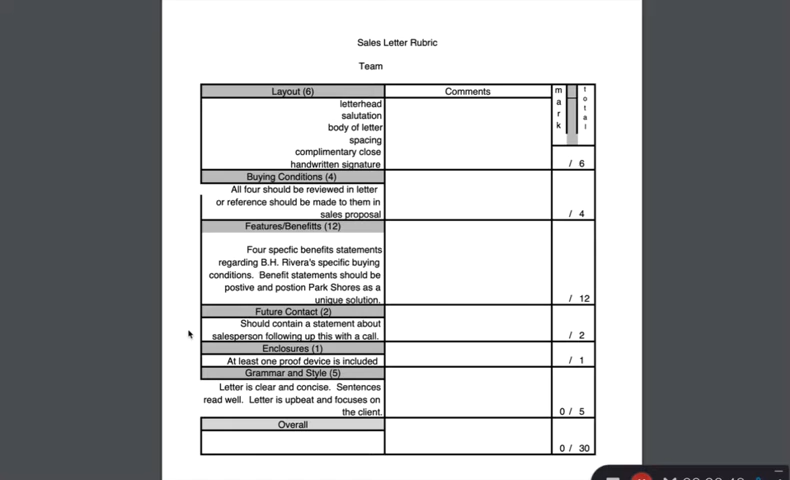 Sales Letter Rubric
Team
Layout (6)
Comments
mark
total
letterhead
salutation
body of letter
spacing
complimentary close
handwritten signature
/ 6
Buying Conditions (4)
All four should be reviewed in letter
or reference should be made to them in
sales proposal
/ 4
Features/Benefitts (12)
Four specfic benefits statements
regarding B.H. Rivera's specific buying
conditions. Benefit statements should be
postive and postion Park Shores as a
unique solution.
/ 12
Future Contact (2)
Should contain a statement about
salesperson following up this with a call.
/ 2
Enclosures (1)
At least one proof device is included
/ 1
Grammar and Style (5)
Letter is clear and concise. Sentences
read well. Letter is upbeat and focuses on
the client.
0 / 5
Overall
0 / 30